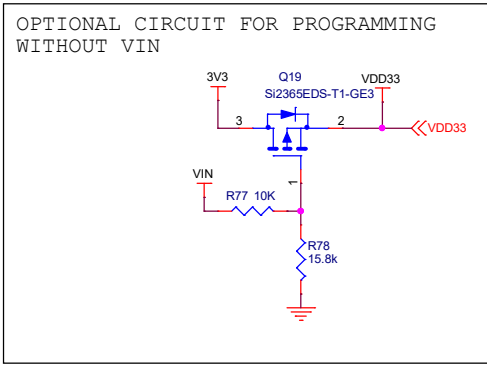 OPTIONAL CIRCUIT FOR PROGRAMMING
WITHOUT VIN
3V3
Q19
VDD33
Si2365EDS-T1-GE3
3
2
VDD33
VIN
1
R77 10K
R78
15.8k